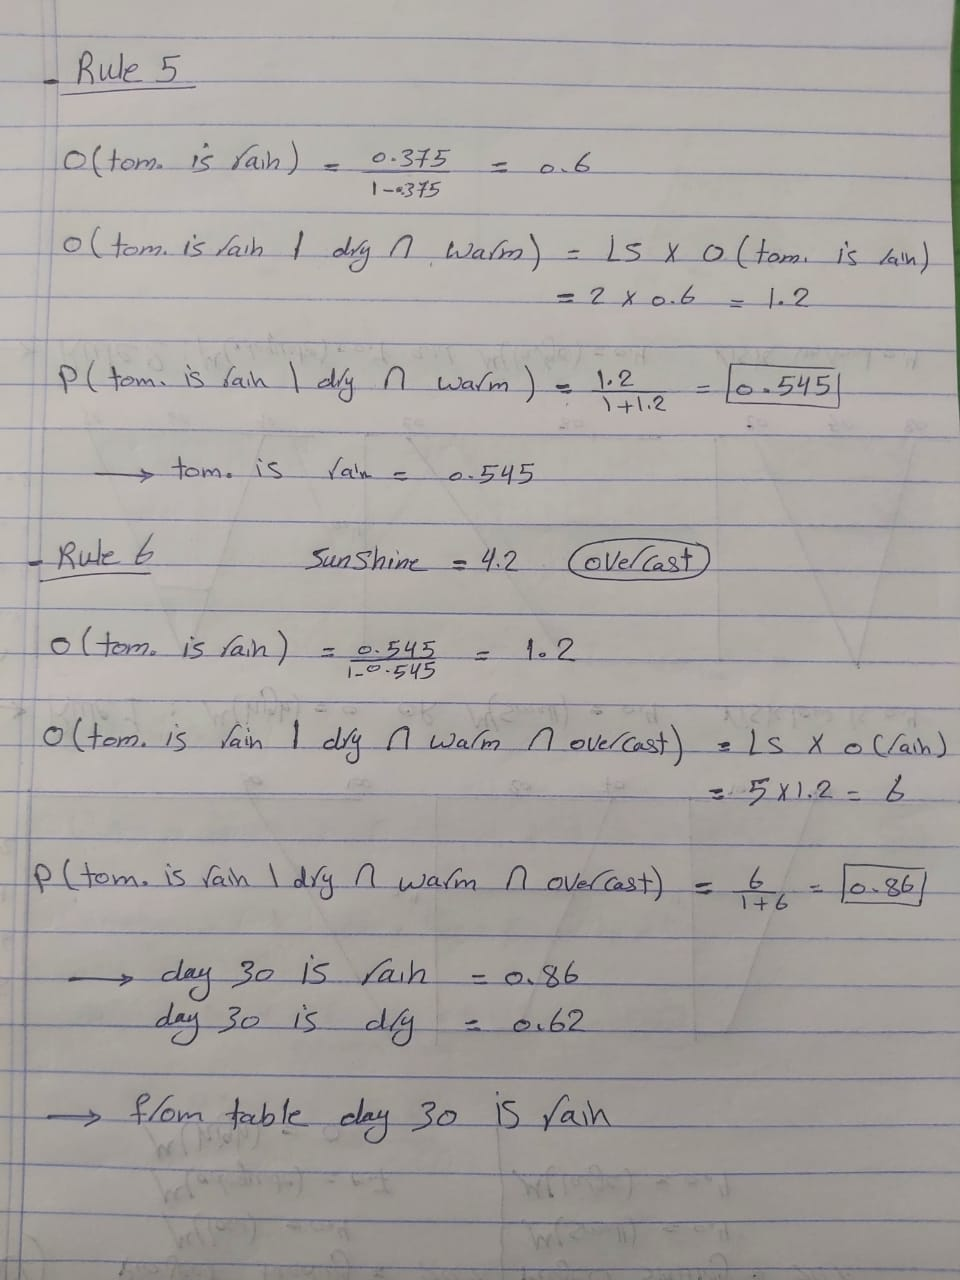 - Rule 5
O(tom. is rain) = 0.375 / 1-0.375 = 0.6
O(tom. is rain | dry ∩ warm) = LS X O(tom. is rain)
= 2 X 0.6 = 1.2
P(tom. is rain | dry ∩ warm) = 1.2 / 1+1.2 = 0.545
→ tom. is rain = 0.545
- Rule 6 Sunshine = 4.2 overcast
O(tom. is rain) = 0.545 / 1-0.545 = 1.2
O(tom. is rain | dry ∩ warm ∩ overcast) = LS X O(rain)
= 5 X 1.2 = 6
P(tom. is rain | dry ∩ warm ∩ overcast) = 6 / 1+6 = 0.86
→ day 30 is rain = 0.86
day 30 is dry = 0.62
→ from table day 30 is rain